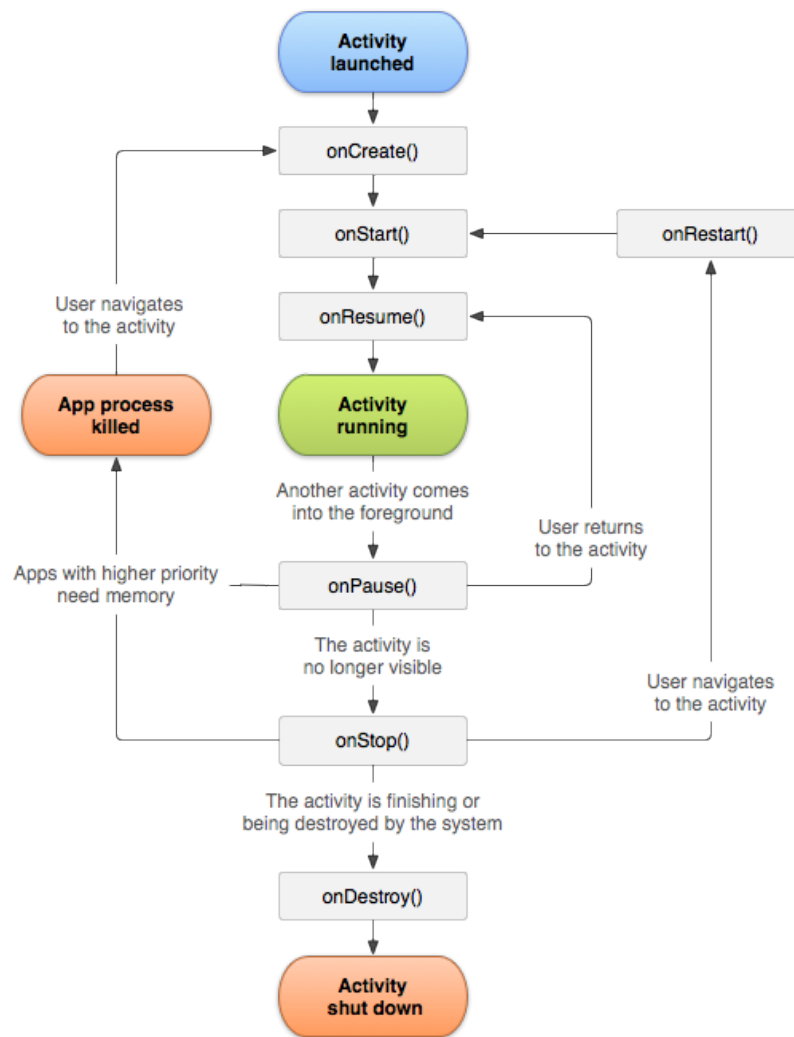 Activity
launched
onCreate()
onStart()
onRestart()
User navigates
to the activity
onResume()
App process
killed
Activity
running
Another activity comes
into the foreground
User returns
to the activity
Apps with higher priority
need memory
onPause()
The activity is
no longer visible
User navigates
to the activity
onStop()
The activity is finishing or
being destroyed by the system
onDestroy()
Activity
shut down